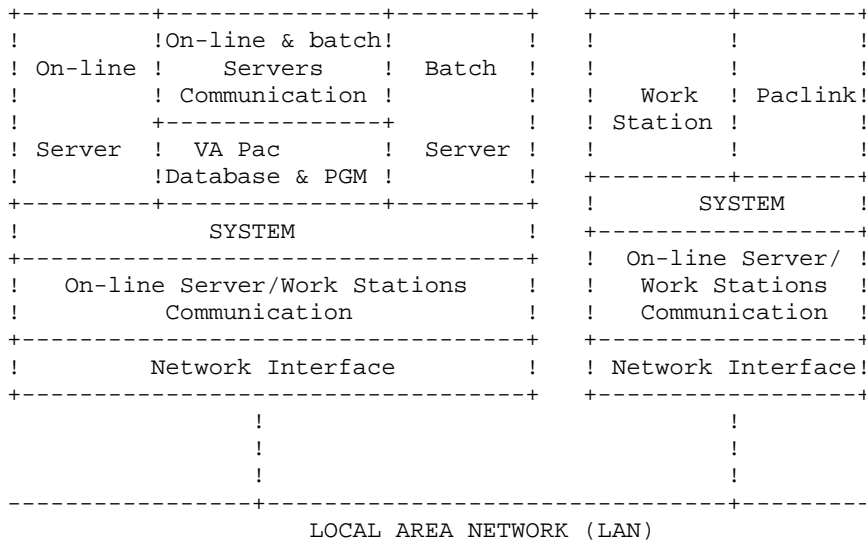 On-line & batch
On-line Servers Batch Work Paclink
Communication Station
Server VA Pac Server
Database & PGM
SYSTEM SYSTEM
On-line Server/
On-line Server/Work Stations Work Stations
Communication Communication
Network Interface Network Interface
LOCAL AREA NETWORK (LAN)